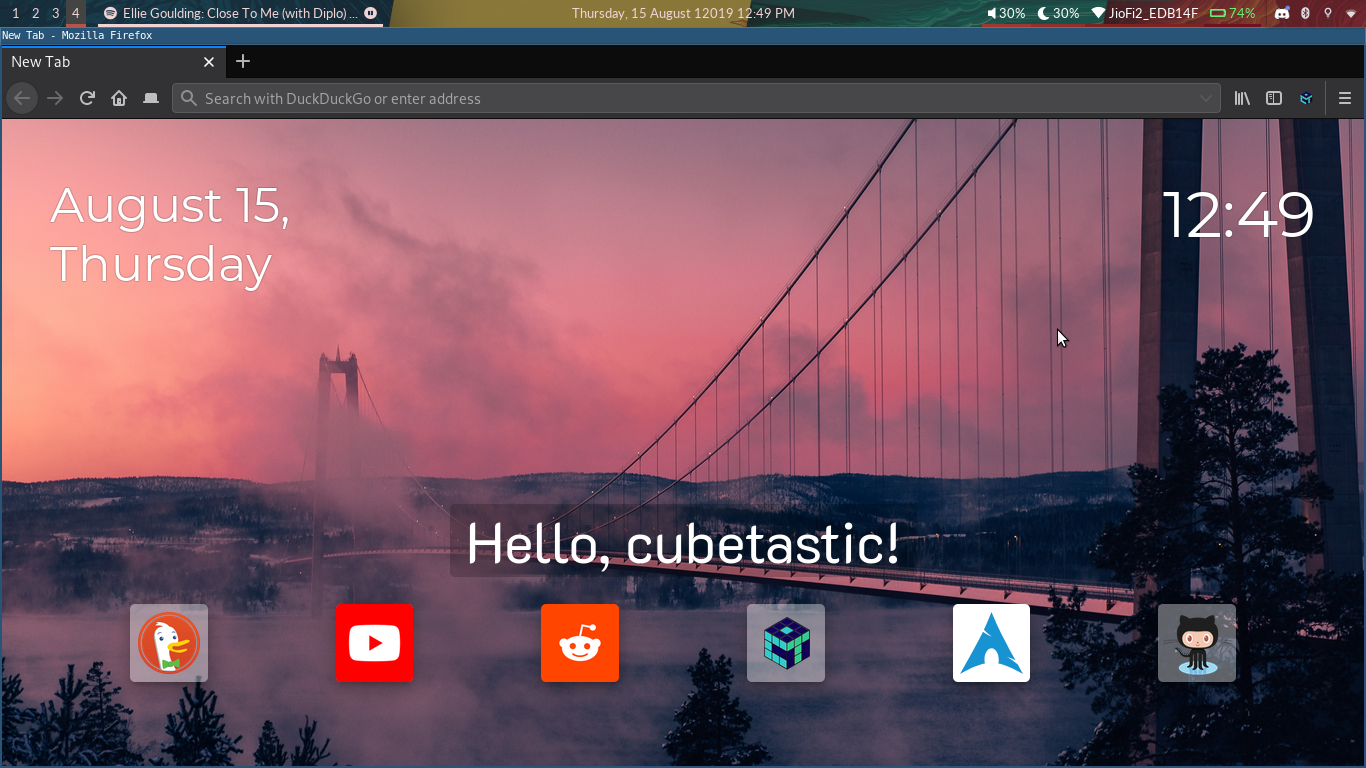 1 2 3 4 Ellie Goulding: Close To Me (with Diplo) ... Thursday, 15 August 12019 12:49 PM 30% 30% JioFi2_EDB14F 74%
New Tab - Mozilla Firefox
New Tab
Search with DuckDuckGo or enter address
August 15,
Thursday
12:49
Hello, cubetastic!